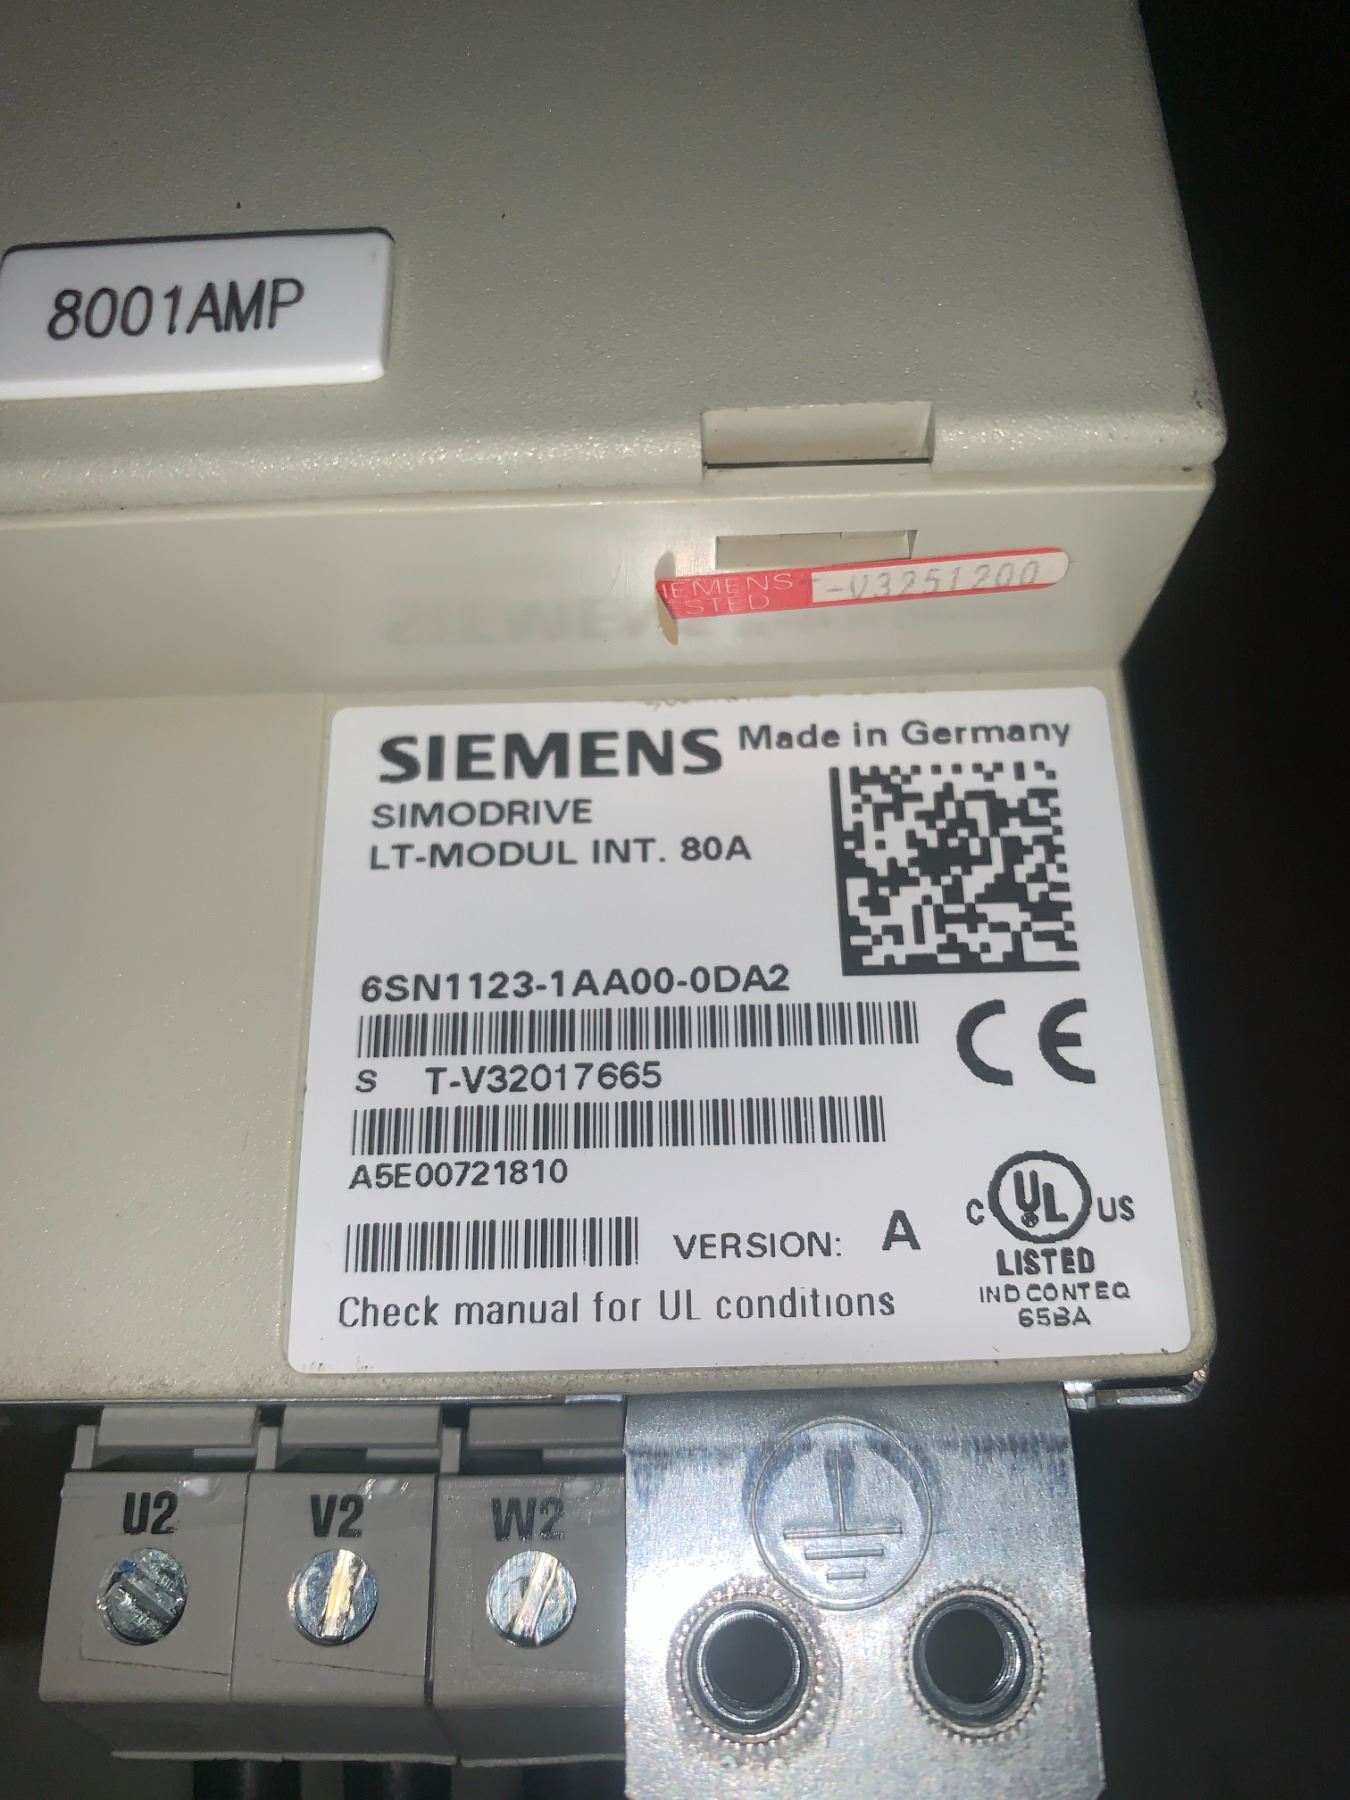 8001AMP
IEMENS
STED
-V3251200
SIEMENS Made in Germany
SIMODRIVE
LT-MODUL INT. 80A
6SN1123-1AA00-0DA2
S T-V32017665
A5E00721810
VERSION: A
Check manual for UL conditions
C UL US
LISTED
IND CONT EQ
65BA
CE
U2 V2 W2